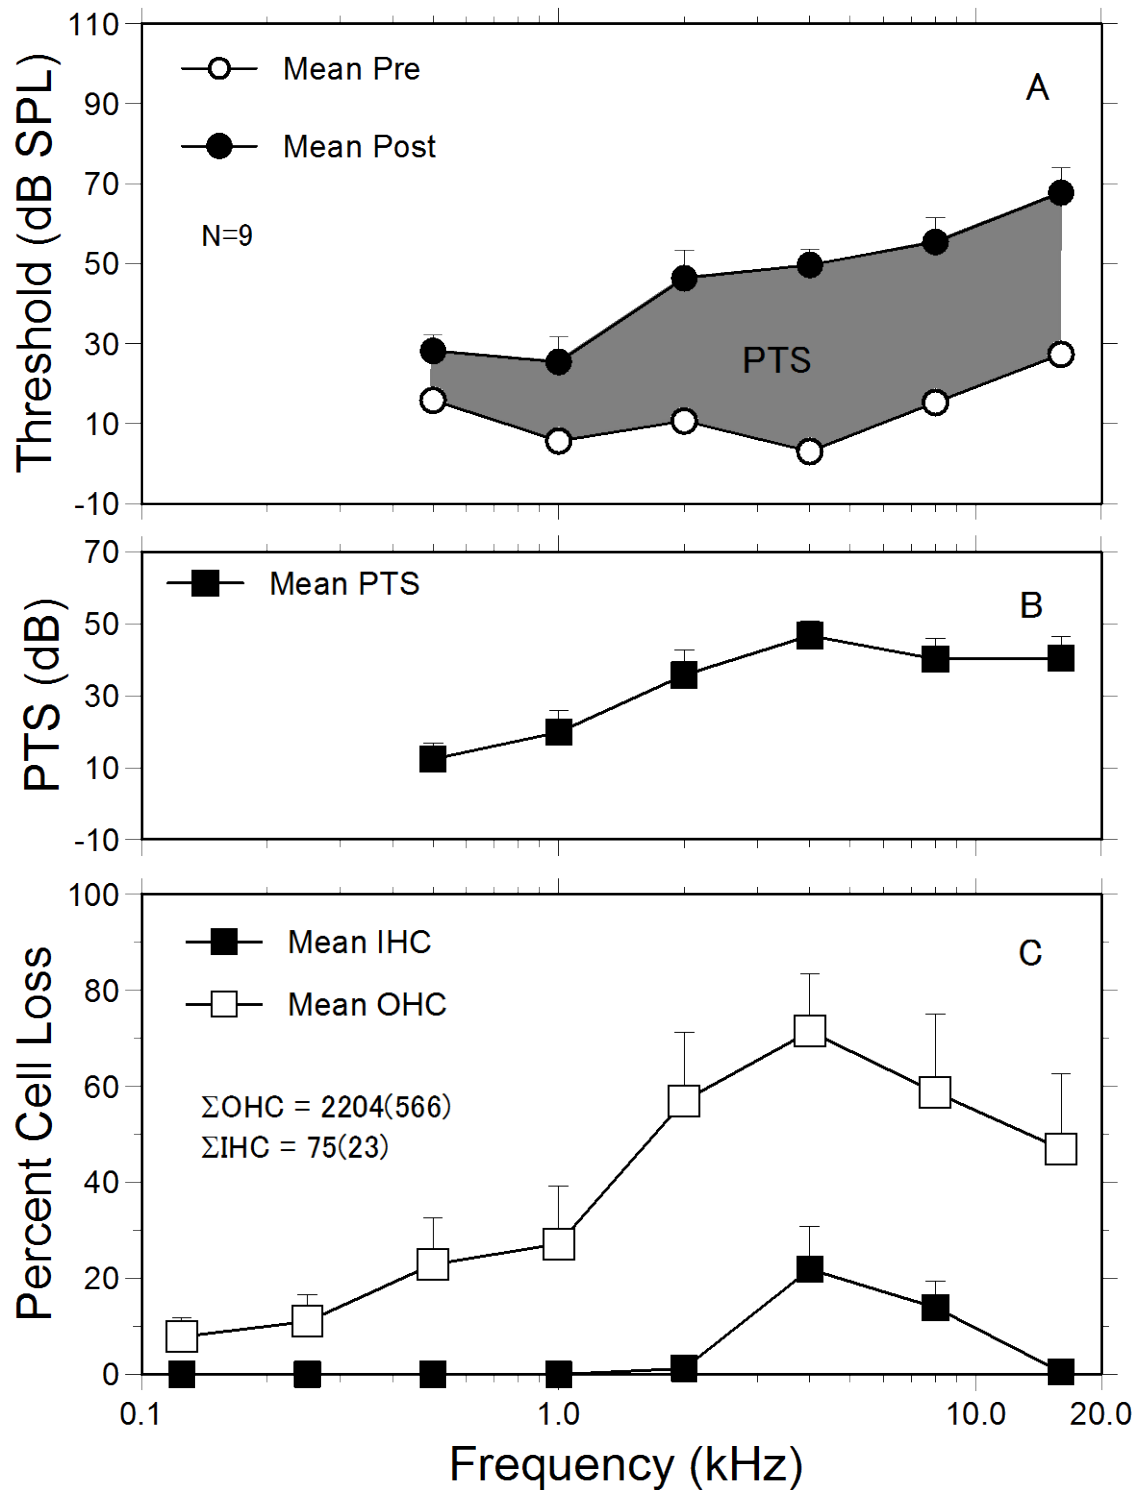 110
90
70
50
30
10
-10
Threshold (dB SPL)
Mean Pre
Mean Post
N=9
A
PTS
70
50
30
10
-10
PTS (dB)
Mean PTS
B
100
80
60
40
20
0
Percent Cell Loss
Mean IHC
Mean OHC
C
ΣOHC = 2204(566)
ΣIHC = 75(23)
0.1 1.0 10.0 20.0
Frequency (kHz)